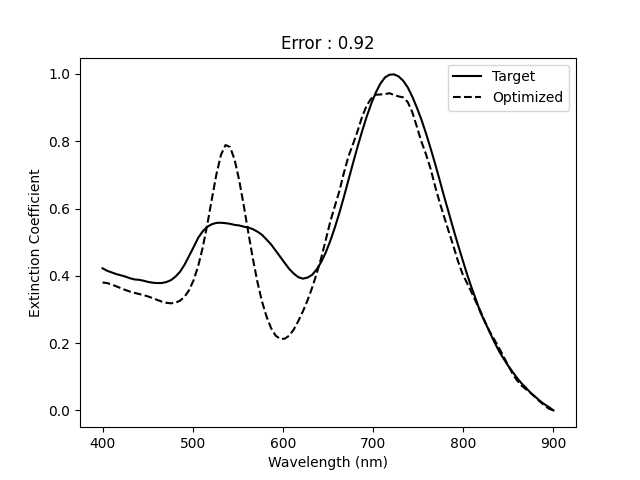 Error : 0.92
Target
Optimized
1.0
0.8
0.6
0.4
0.2
0.0
Extinction Coefficient
400 500 600 700 800 900
Wavelength (nm)